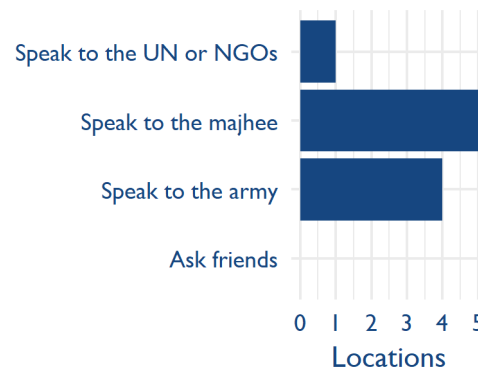 Speak to the UN or NGOs
Speak to the majhee
Speak to the army
Ask friends
0 1 2 3 4 5
Locations